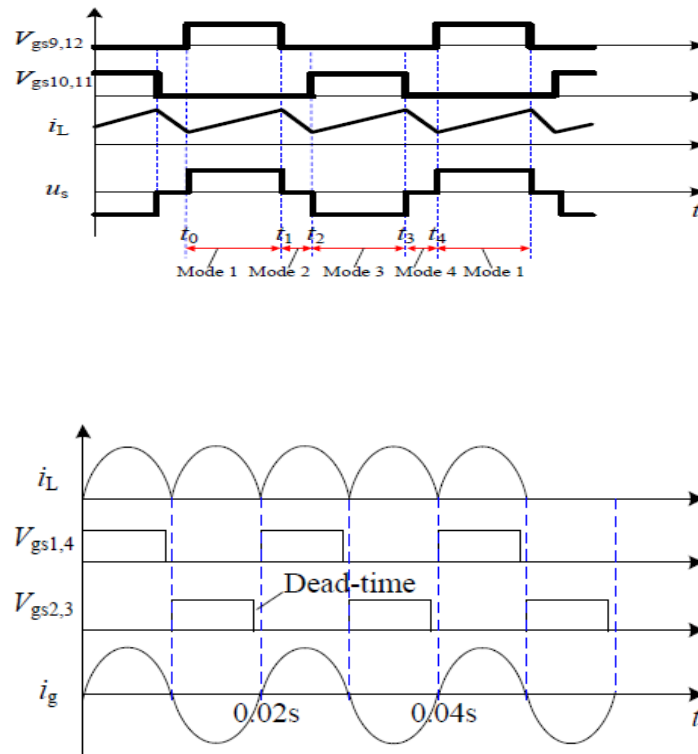 Vgs9,12
Vgs10,11
iL
us
t
t0 t1 t2 t3 t4
Mode 1 Mode 2 Mode 3 Mode 4 Mode 1
iL
Vgs1,4
Dead-time
Vgs2,3
ig
0.02s 0.04s t